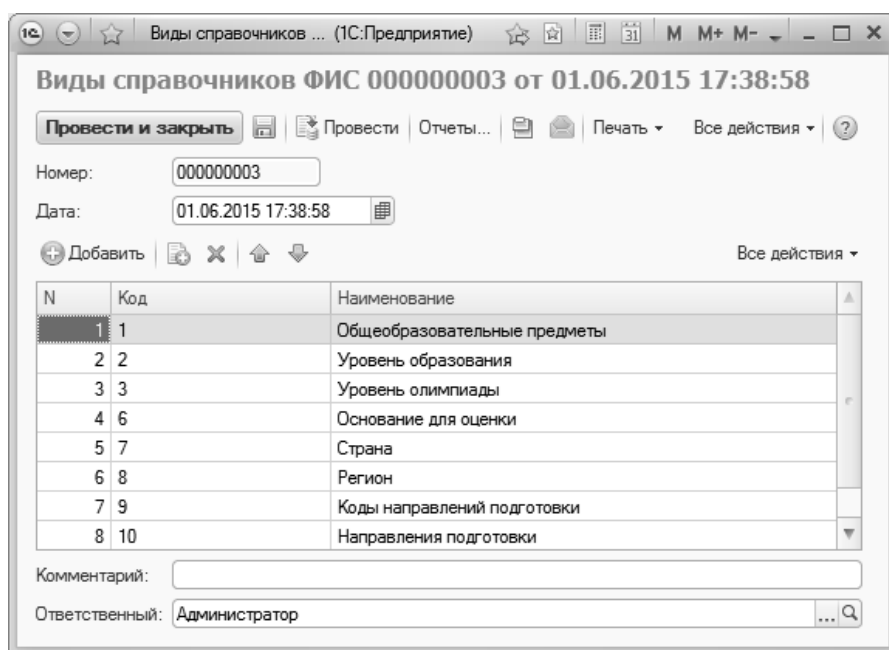 1С Виды справочников ... (1С:Предприятие) 31 M M+ M-
Виды справочников ФИС 000000003 от 01.06.2015 17:38:58
Провести и закрыть Провести Отчеты... Печать Все действия ?
Номер: 000000003
Дата: 01.06.2015 17:38:58
Добавить Все действия
N Код Наименование
1 1 Общеобразовательные предметы
2 2 Уровень образования
3 3 Уровень олимпиады
4 6 Основание для оценки
5 7 Страна
6 8 Регион
7 9 Коды направлений подготовки
8 10 Направления подготовки
Комментарий:
Ответственный: Администратор ...